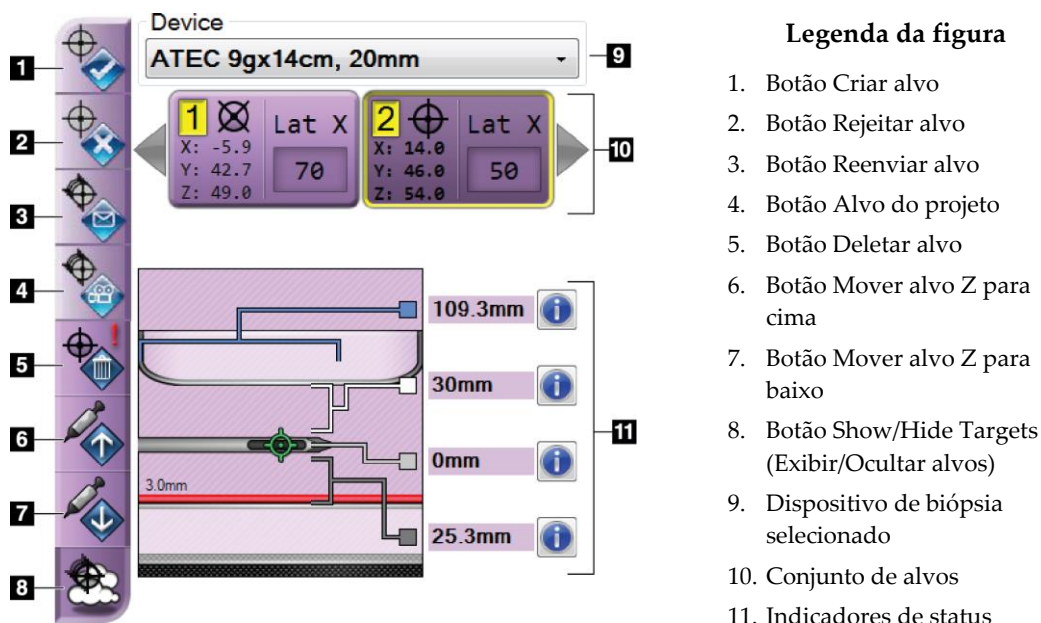 Device
ATEC 9gx14cm, 20mm
1
2
3
4
5
6
7
8
9
10
11
1
X: -5.9
Y: 42.7
Z: 49.0
Lat X
70
2
X: 14.0
Y: 46.0
Z: 54.0
Lat X
50
109.3mm
30mm
0mm
3.0mm
25.3mm
Legenda da figura
1. Botão Criar alvo
2. Botão Rejeitar alvo
3. Botão Reenviar alvo
4. Botão Alvo do projeto
5. Botão Deletar alvo
6. Botão Mover alvo Z para
cima
7. Botão Mover alvo Z para
baixo
8. Botão Show/Hide Targets
(Exibir/Ocultar alvos)
9. Dispositivo de biópsia
selecionado
10. Conjunto de alvos
11. Indicadores de status